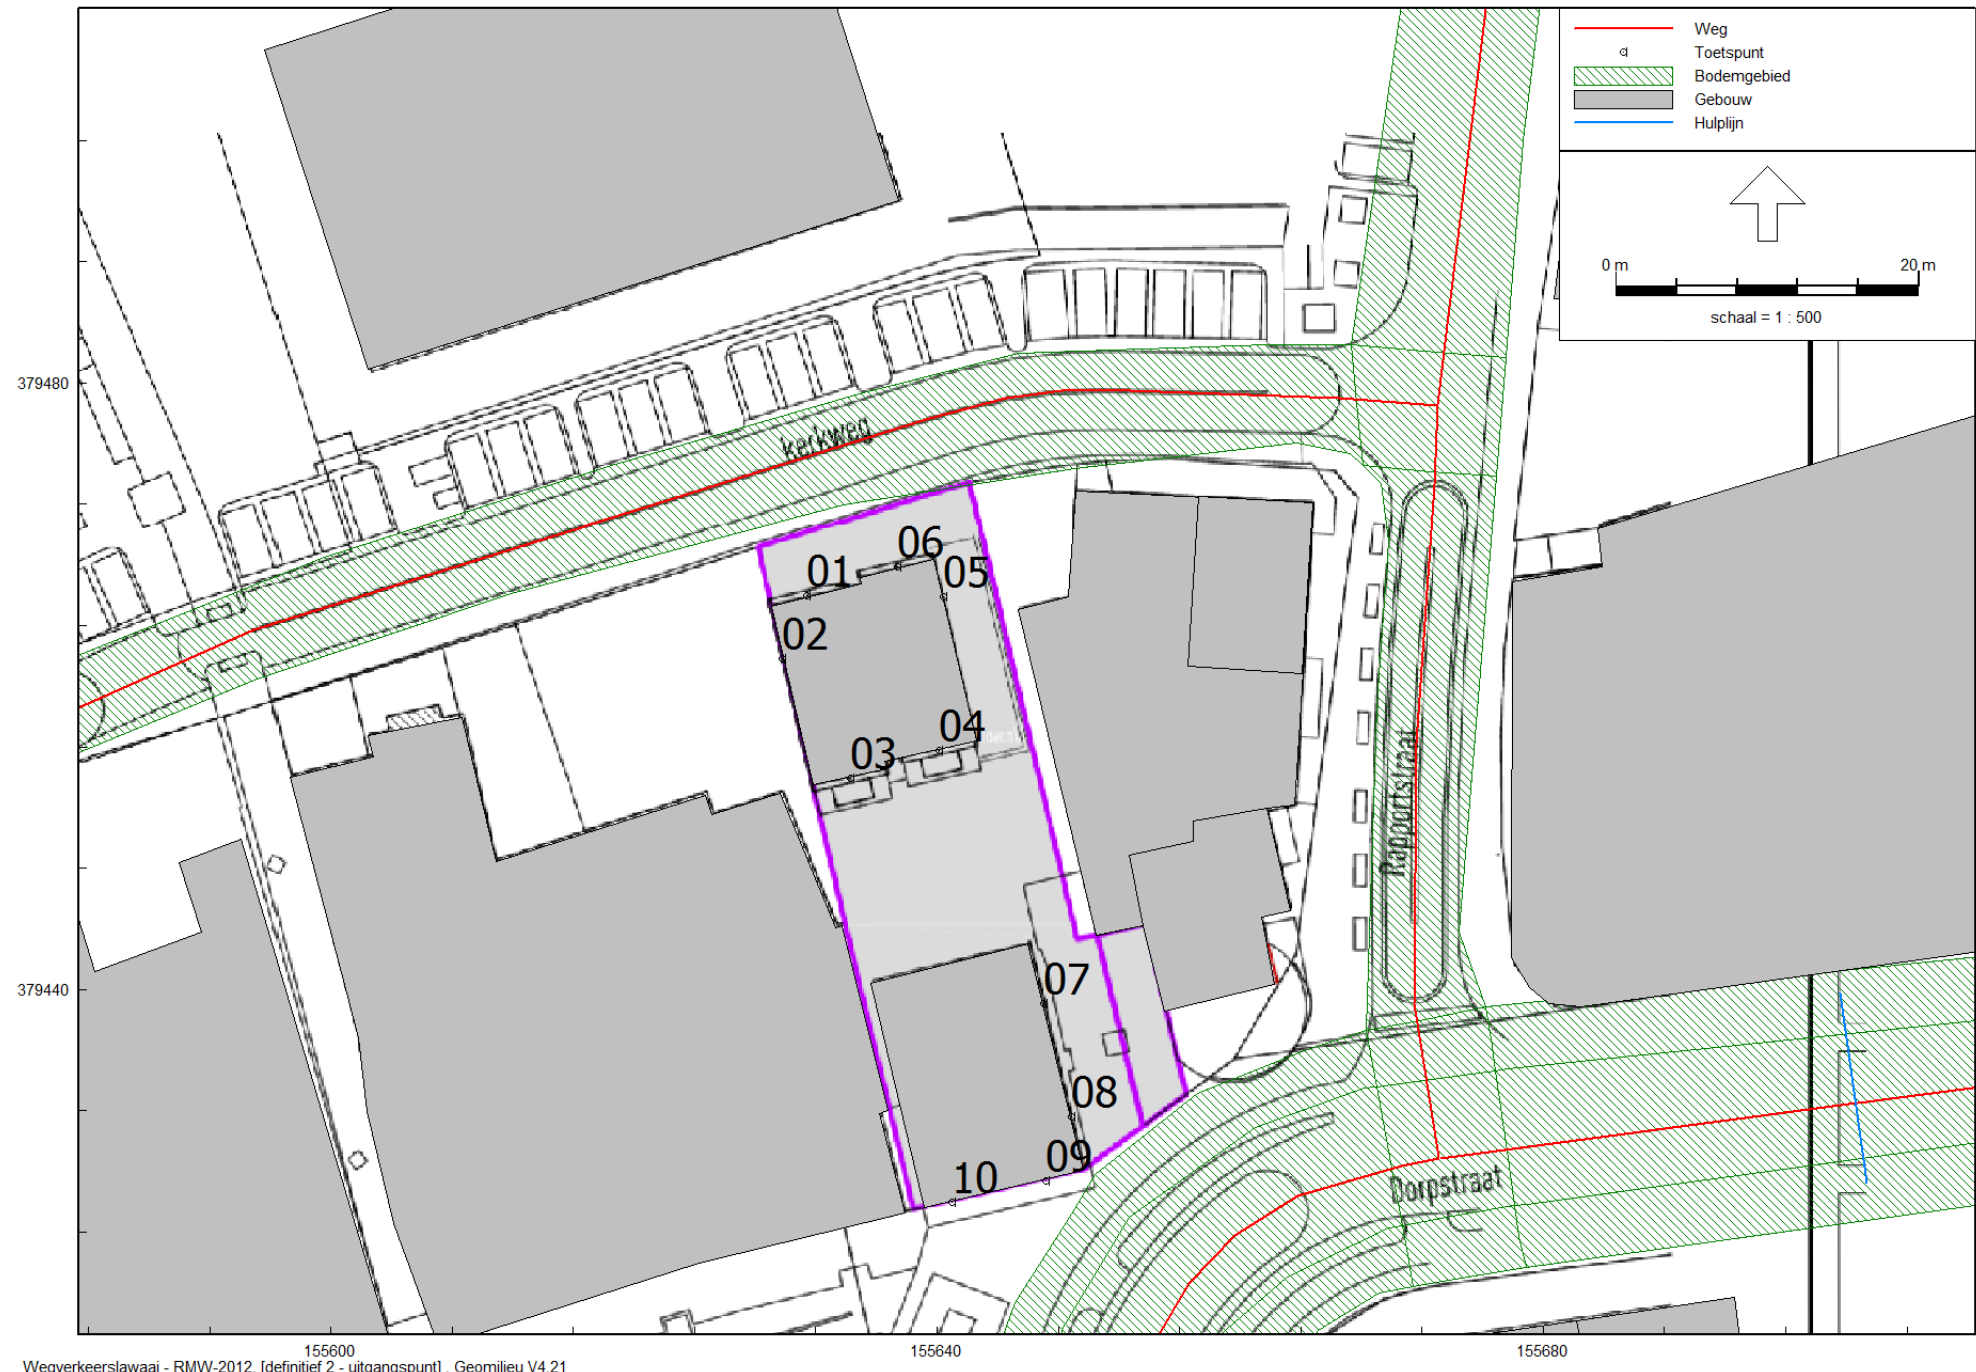 Weg
Toetspunt
Bodemgebied
Gebouw
Hulplijn
0 m
20 m
schaal = 1 : 500
379480
kerkweg
06
01
05
02
04
03
Rapportstraat
379440
07
08
09
10
Dorpstraat
155600
155640
155680
Wegverkeerslawaai - RMW-2012, [definitief 2 - uitgangspunt] , Geomilieu V4.21